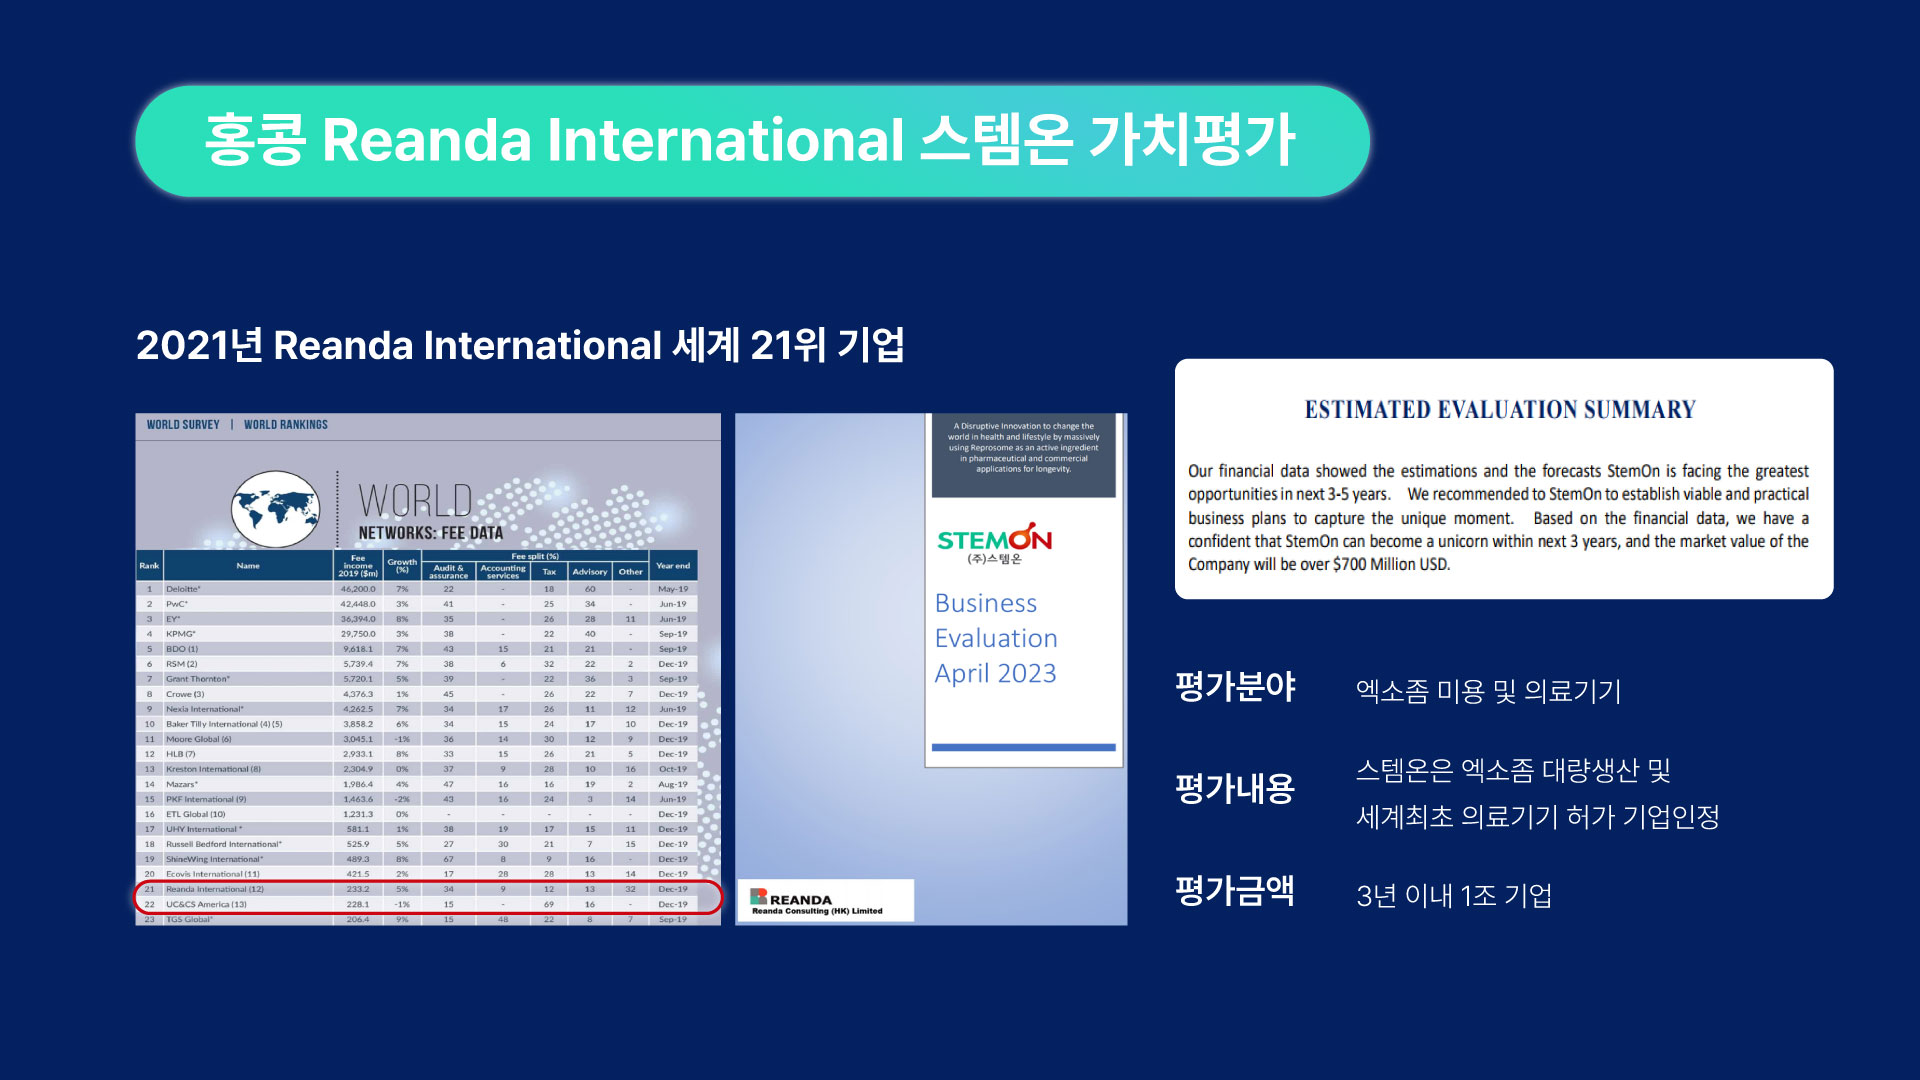 홍콩 Reanda International 스템온 가치평가
2021년 Reanda International 세계 21위 기업
WORLD SURVEY | WORLD RANKINGS
WORLD
NETWORKS: FEE DATA
Rank Name Fee income 2019 ($m) Growth (%) Fee split (%) Year end
Audit & assurance Accounting services Tax Advisory Other
1 Deloitte* 46,200.0 7% 22 - 18 60 - May-19
2 PwC* 42,448.0 3% 41 - 25 34 - Jun-19
3 EY* 36,394.0 8% 35 - 26 28 11 Jun-19
4 KPMG* 29,750.0 3% 38 - 22 40 - Sep-19
5 BDO (1) 9,618.1 7% 43 15 21 21 - Sep-19
6 RSM (2) 5,739.4 7% 38 6 32 22 2 Dec-19
7 Grant Thornton* 5,720.1 5% 39 - 22 36 3 Sep-19
8 Crowe (3) 4,376.3 1% 45 - 26 22 7 Dec-19
9 Nexia International* 4,262.5 7% 34 17 26 11 12 Jun-19
10 Baker Tilly International (4) (5) 3,858.2 6% 34 15 24 17 10 Dec-19
11 Moore Global (6) 3,045.1 -1% 36 14 30 12 9 Dec-19
12 HLB (7) 2,933.1 8% 33 15 26 21 5 Dec-19
13 Kreston International (8) 2,304.9 0% 37 9 28 10 16 Oct-19
14 Mazars* 1,986.4 4% 47 16 16 19 2 Aug-19
15 PKF International (9) 1,463.6 -2% 43 16 24 3 14 Jun-19
16 ETL Global (10) 1,231.3 0% - - - - - Dec-19
17 UHY International * 581.1 1% 38 19 17 15 11 Dec-19
18 Russell Bedford International* 525.9 5% 27 30 21 7 15 Dec-19
19 ShineWing International* 489.3 8% 67 8 9 16 - Dec-19
20 Ecovis International (11) 421.5 2% 17 28 28 13 14 Dec-19
21 Reanda International (12) 233.2 5% 34 9 12 13 32 Dec-19
22 UC&CS America (13) 228.1 -1% 15 - 69 16 - Dec-19
23 TGS Global* 206.4 9% 15 48 22 8 7 Sep-19
A Disruptive Innovation to change the
world in health and lifestyle by massively
using Reprosome as an active ingredient
in pharmaceutical and commercial
applications for longevity.
STEMON
(주)스템온
Business
Evaluation
April 2023
REANDA
Reanda Consulting (HK) Limited
ESTIMATED EVALUATION SUMMARY
Our financial data showed the estimations and the forecasts StemOn is facing the greatest
opportunities in next 3-5 years. We recommended to StemOn to establish viable and practical
business plans to capture the unique moment. Based on the financial data, we have a
confident that StemOn can become a unicorn within next 3 years, and the market value of the
Company will be over $700 Million USD.
평가분야 엑소좀 미용 및 의료기기
평가내용 스템온은 엑소좀 대량생산 및
세계최초 의료기기 허가 기업인정
평가금액 3년 이내 1조 기업